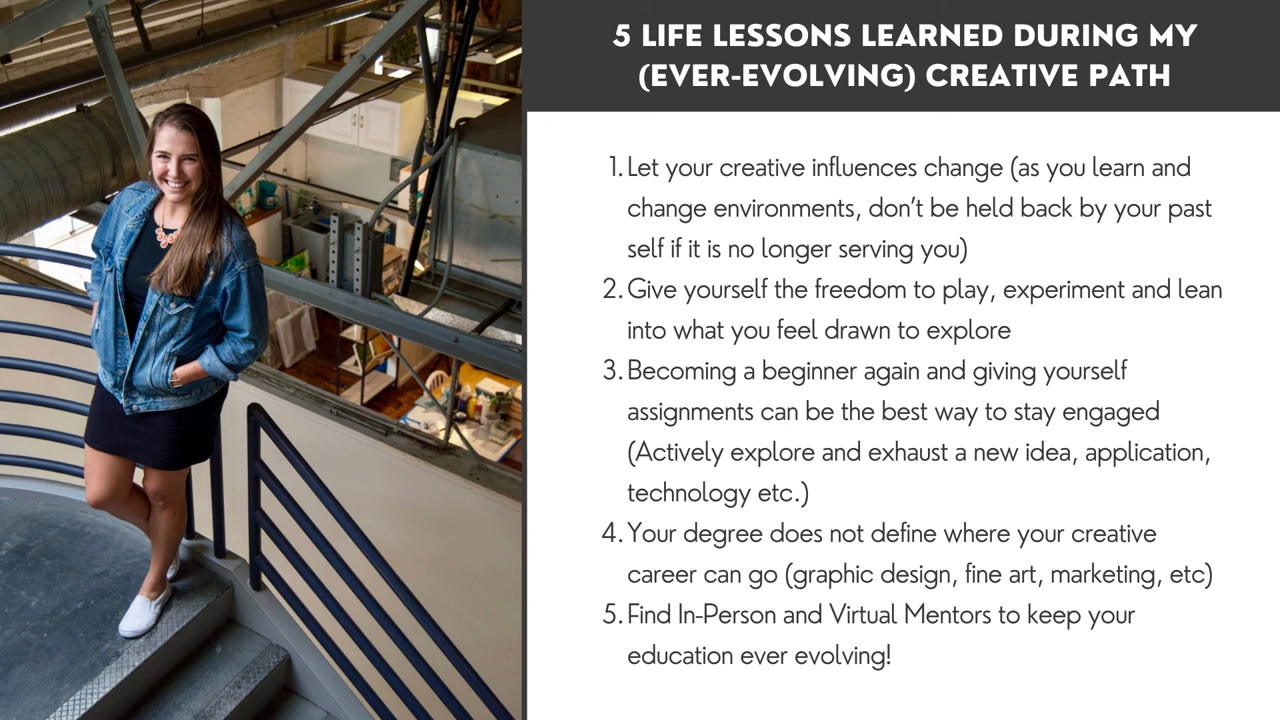 5 LIFE LESSONS LEARNED DURING MY
(EVER-EVOLVING) CREATIVE PATH
1. Let your creative influences change (as you learn and
change environments, don't be held back by your past
self if it is no longer serving you)
2. Give yourself the freedom to play, experiment and lean
into what you feel drawn to explore
3. Becoming a beginner again and giving yourself
assignments can be the best way to stay engaged
(Actively explore and exhaust a new idea, application,
technology etc.)
4. Your degree does not define where your creative
career can go (graphic design, fine art, marketing, etc)
5. Find In-Person and Virtual Mentors to keep your
education ever evolving!